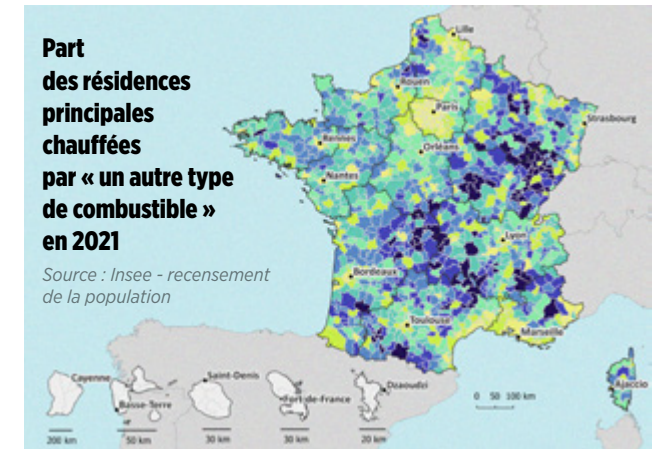 Part
des résidences
principales
chauffées
par « un autre type
de combustible »
en 2021
Source : Insee - recensement
de la population
Lille
Rouen
Paris
Strasbourg
Rennes
Orléans
Nantes
Lyon
Bordeaux
Toulouse
Marseille
Cayenne
Saint-Denis
Dzaoudzi
Basse-Terre
Fort-de-France
Ajaccio
0 50 100 km
200 km
50 km
30 km
30 km
20 km